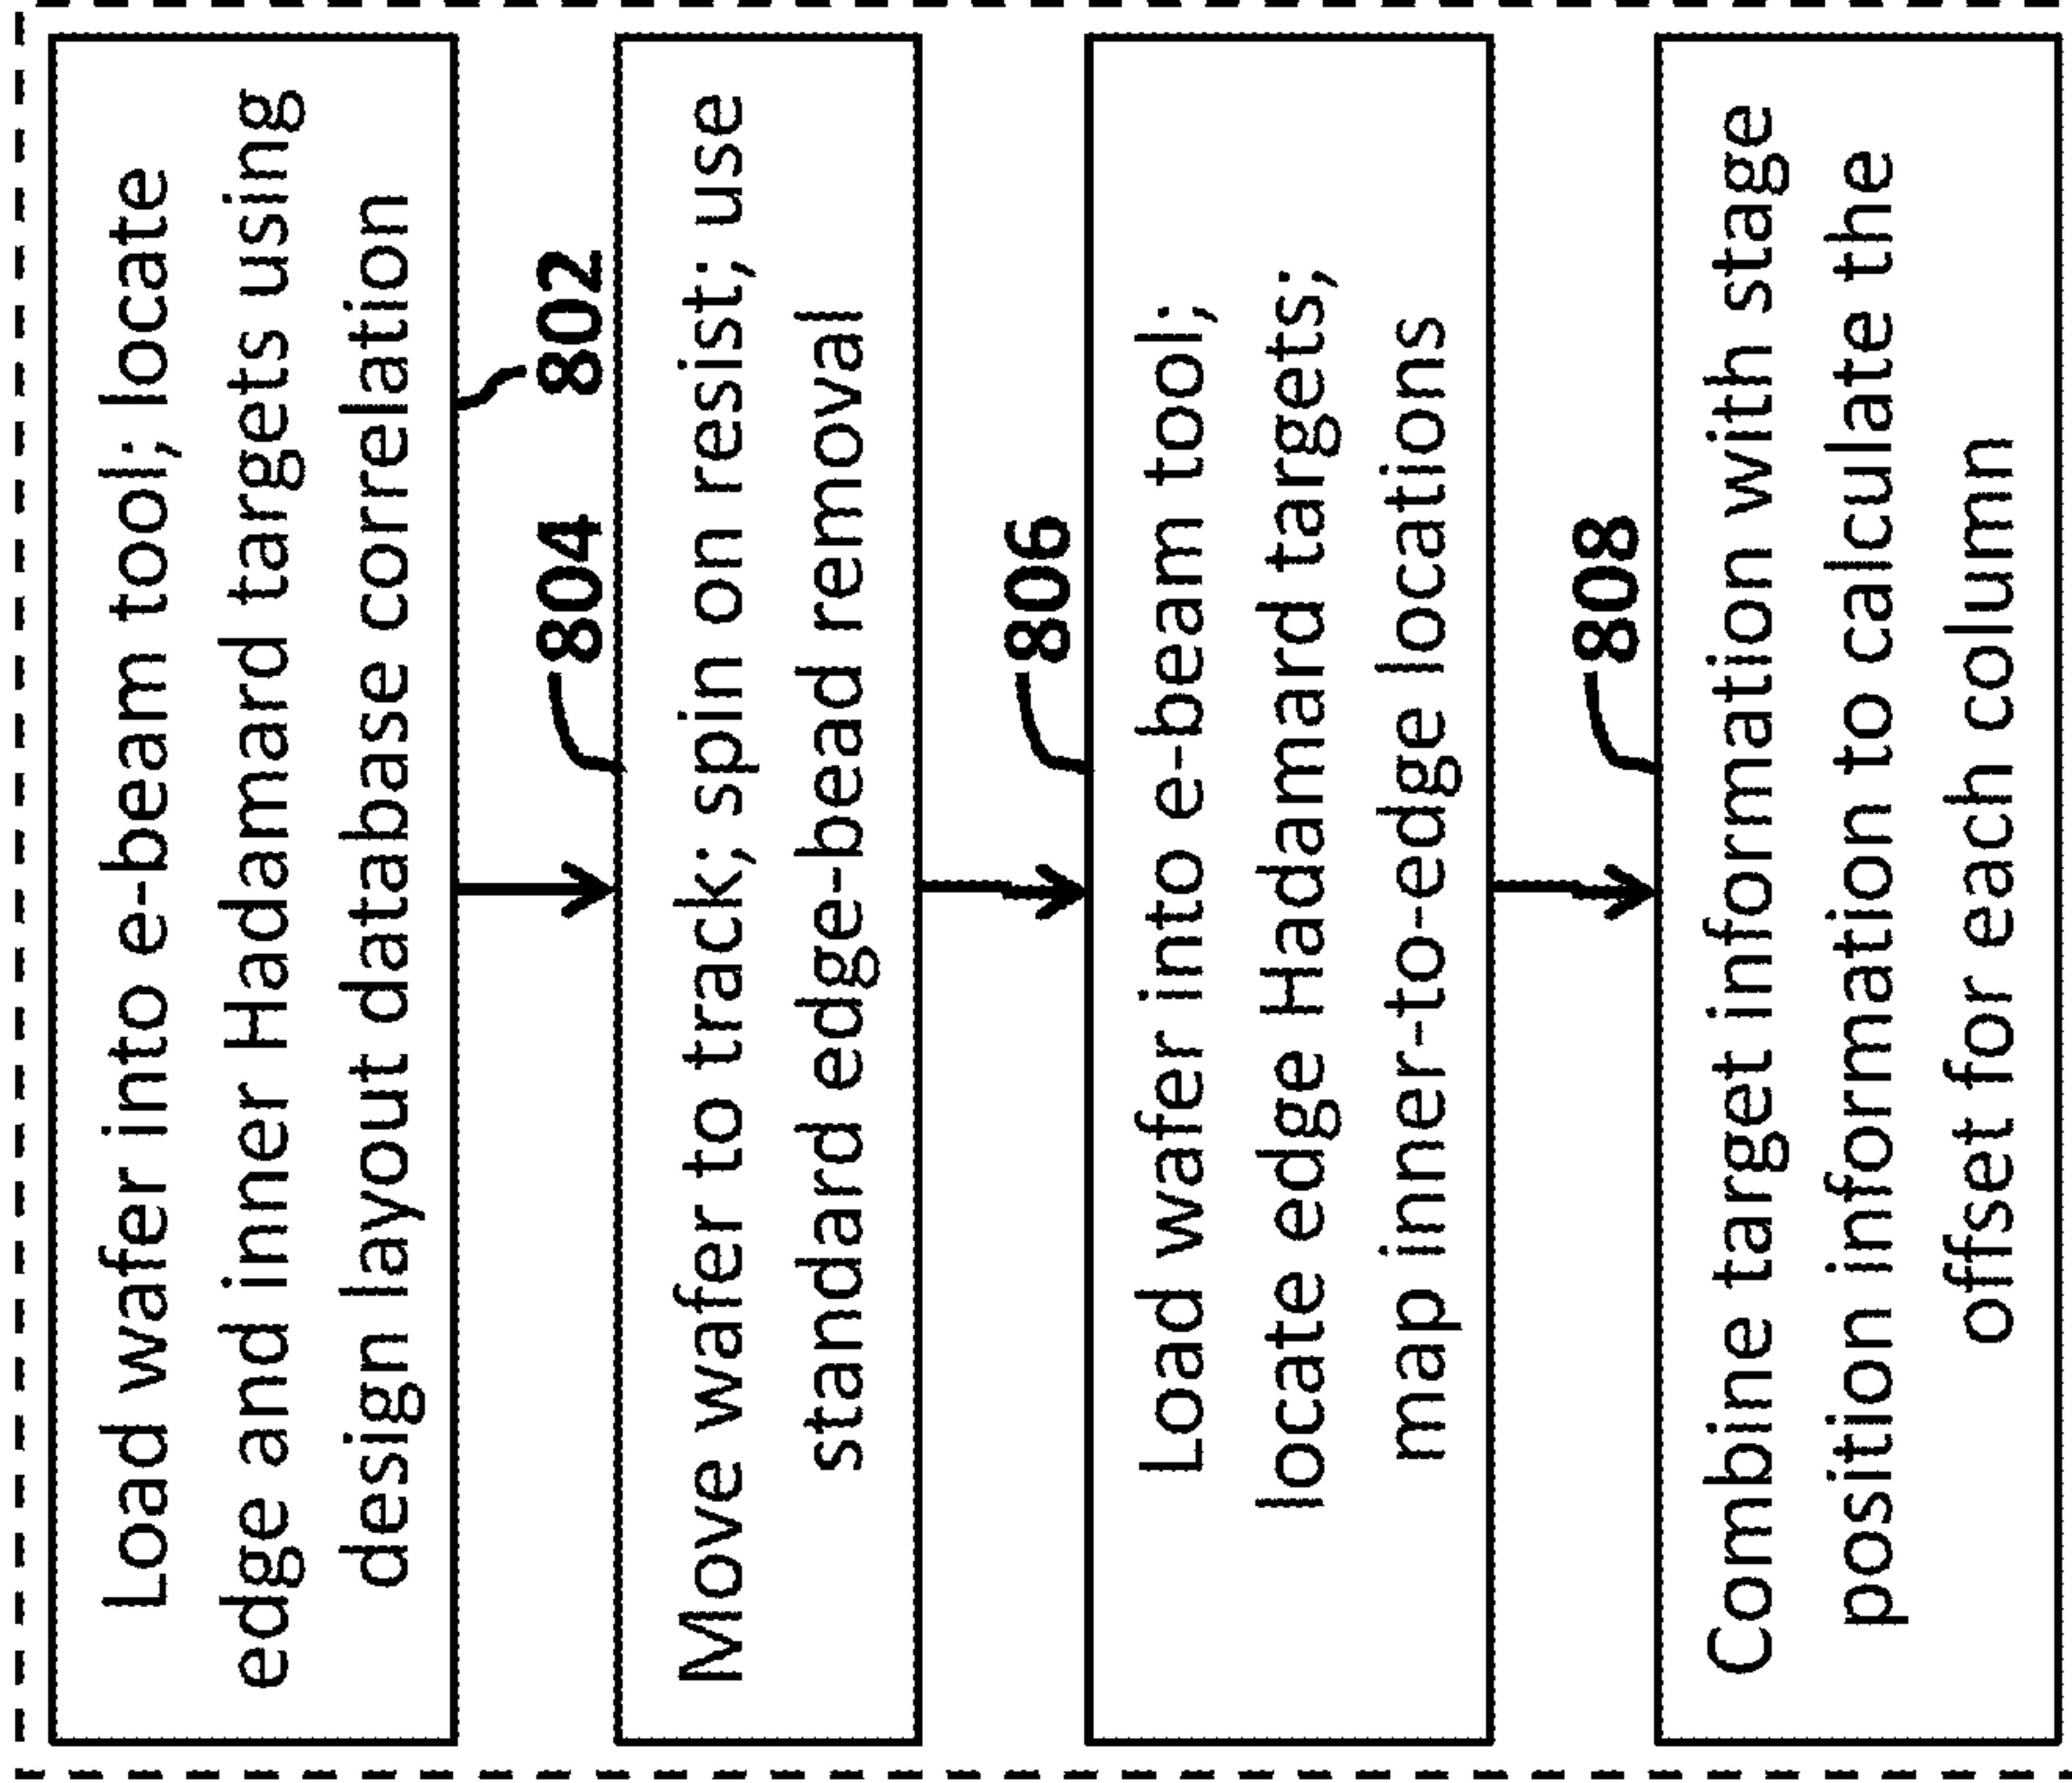 Load wafer into e-beam tool; locate
edge and inner Hadamard targets using
design layout database correlation
802
804
Move wafer to track; spin on resist; use
standard edge-bead removal
806
Load wafer into e-beam tool;
locate edge Hadamard targets;
map inner-to-edge locations
808
Combine target information with stage
position information to calculate the
offset for each column